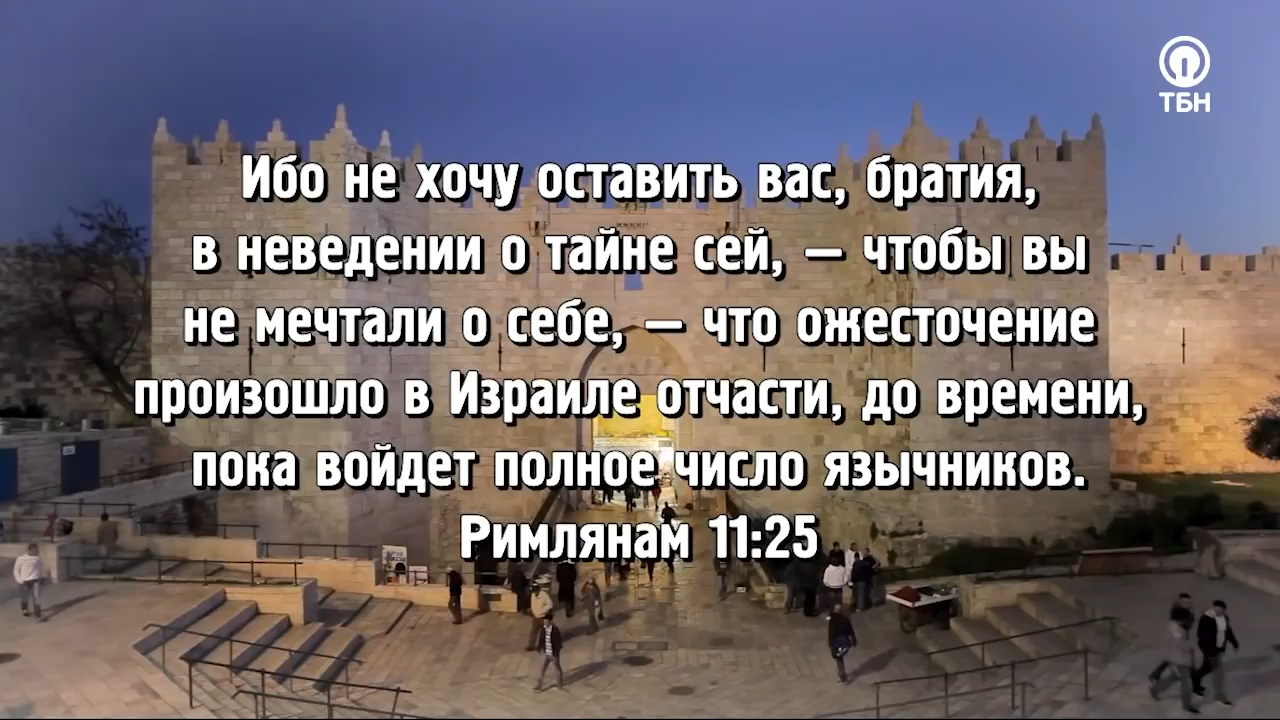 ТБН
Ибо не хочу оставить вас, братия,
в неведении о тайне сей, — чтобы вы
не мечтали о себе, — что ожесточение
произошло в Израиле отчасти, до времени,
пока войдет полное число язычников.
Римлянам 11:25